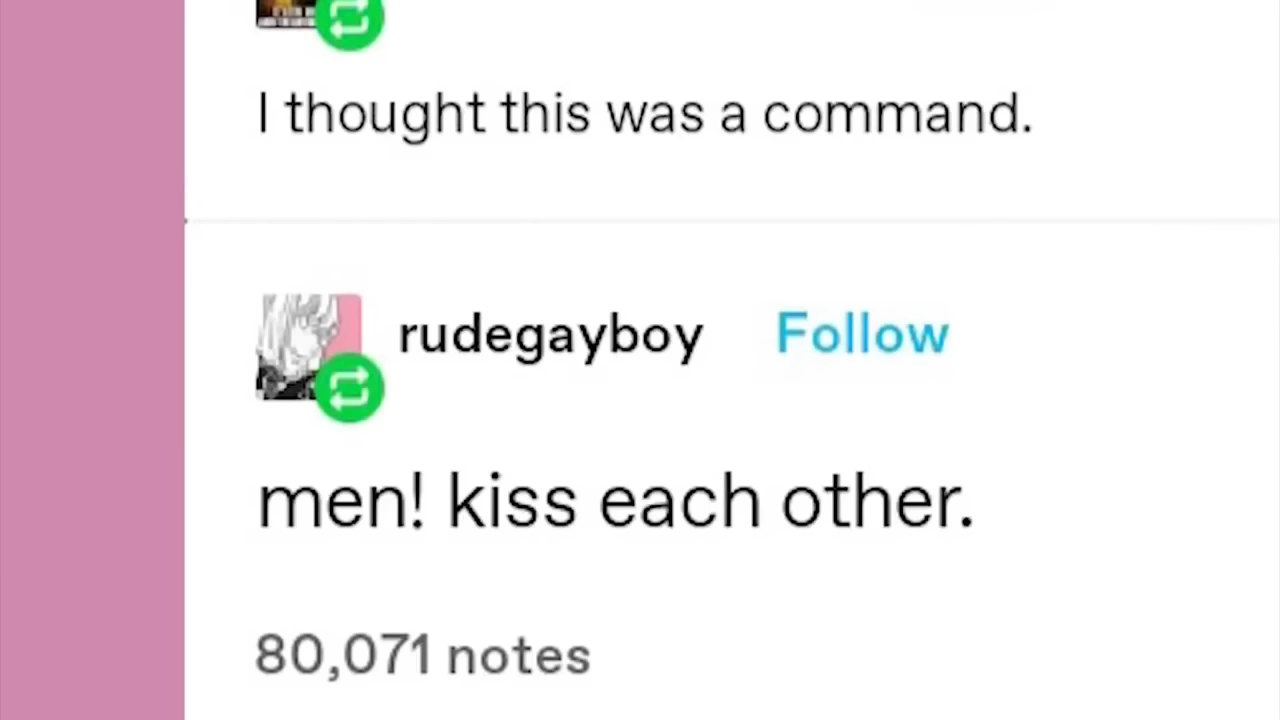 I thought this was a command.
rudegayboy Follow
men! kiss each other.
80,071 notes